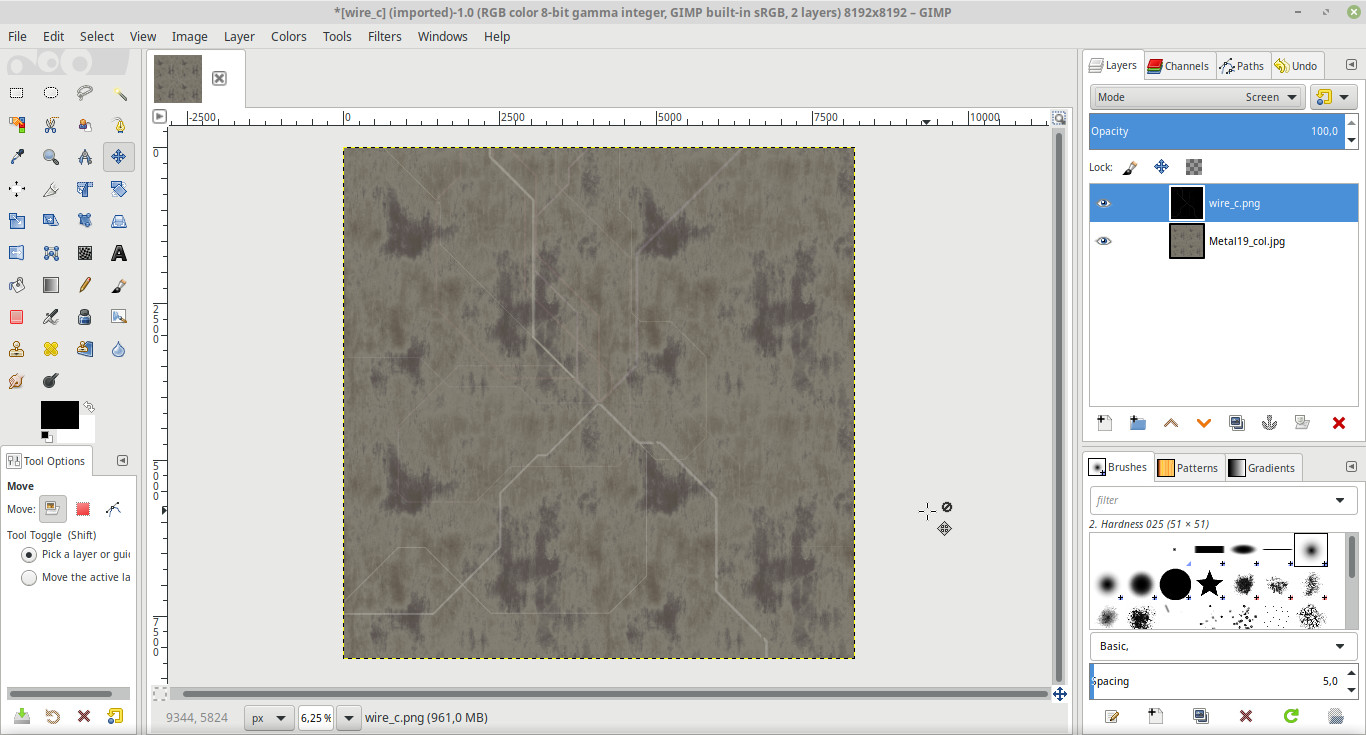 *[wire_c] (imported)-1.0 (RGB color 8-bit gamma integer, GIMP built-in sRGB, 2 layers) 8192x8192 – GIMP
File Edit Select View Image Layer Colors Tools Filters Windows Help
Layers Channels Paths Undo
Mode Screen
-2500 0 2500 5000 7500 10000
Opacity 100,0
0
Lock:
wire_c.png
Metal19_col.jpg
2500
5000
7500
Tool Options
Brushes Patterns Gradients
Move
Move:
filter
Tool Toggle (Shift)
2. Hardness 025 (51 × 51)
Pick a layer or guid
Move the active la
Basic,
Spacing 5,0
9344, 5824 px 6,25 % wire_c.png (961,0 MB)